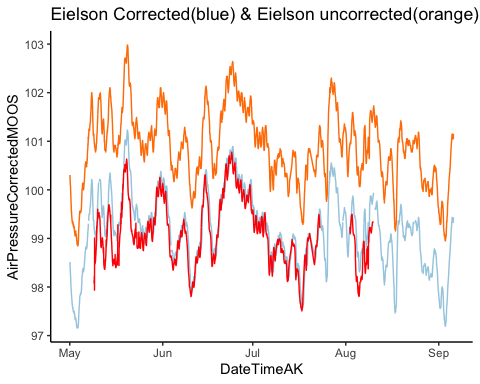 Eielson Corrected(blue) & Eielson uncorrected(orange)
AirPressureCorrectedMOOS
103
102
101
100
99
98
97
May Jun Jul Aug Sep
DateTimeAK